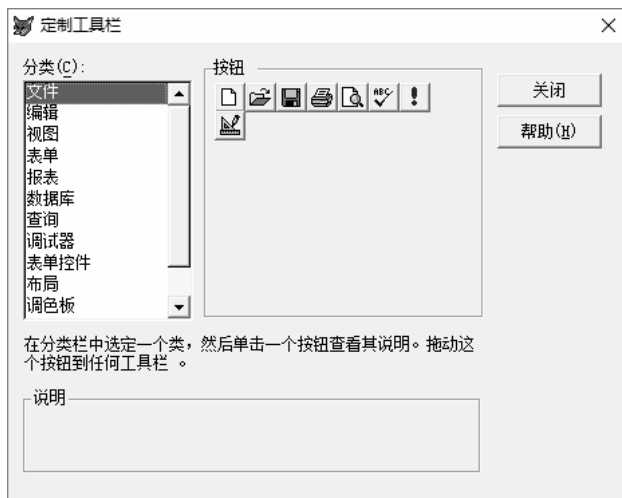 定制工具栏
分类(C):
文件
编辑
视图
表单
报表
数据库
查询
调试器
表单控件
布局
调色板
按钮
ABC
关闭
帮助(H)
在分类栏中选定一个类，然后单击一个按钮查看其说明。拖动这
个按钮到任何工具栏 。
说明